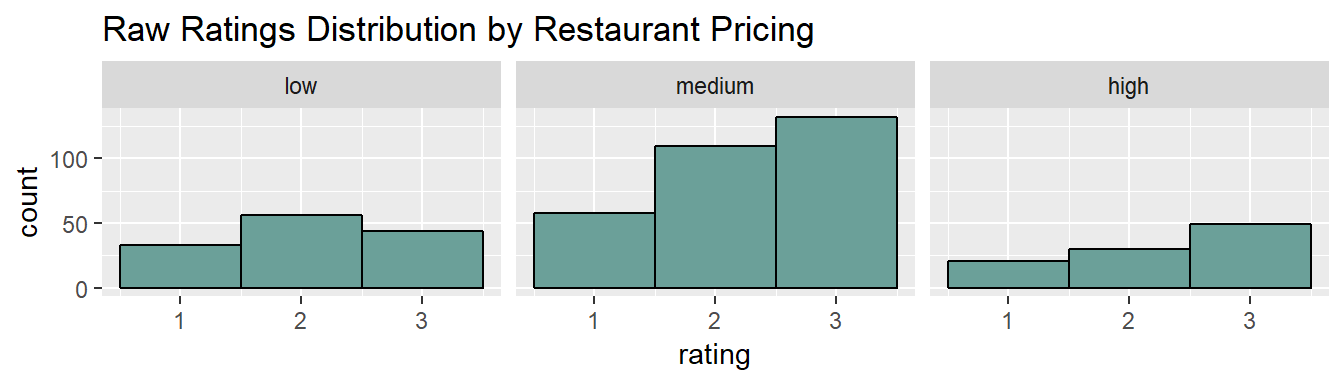 Raw Ratings Distribution by Restaurant Pricing
low medium high
count
100
50
0
1 2 3 1 2 3 1 2 3
rating